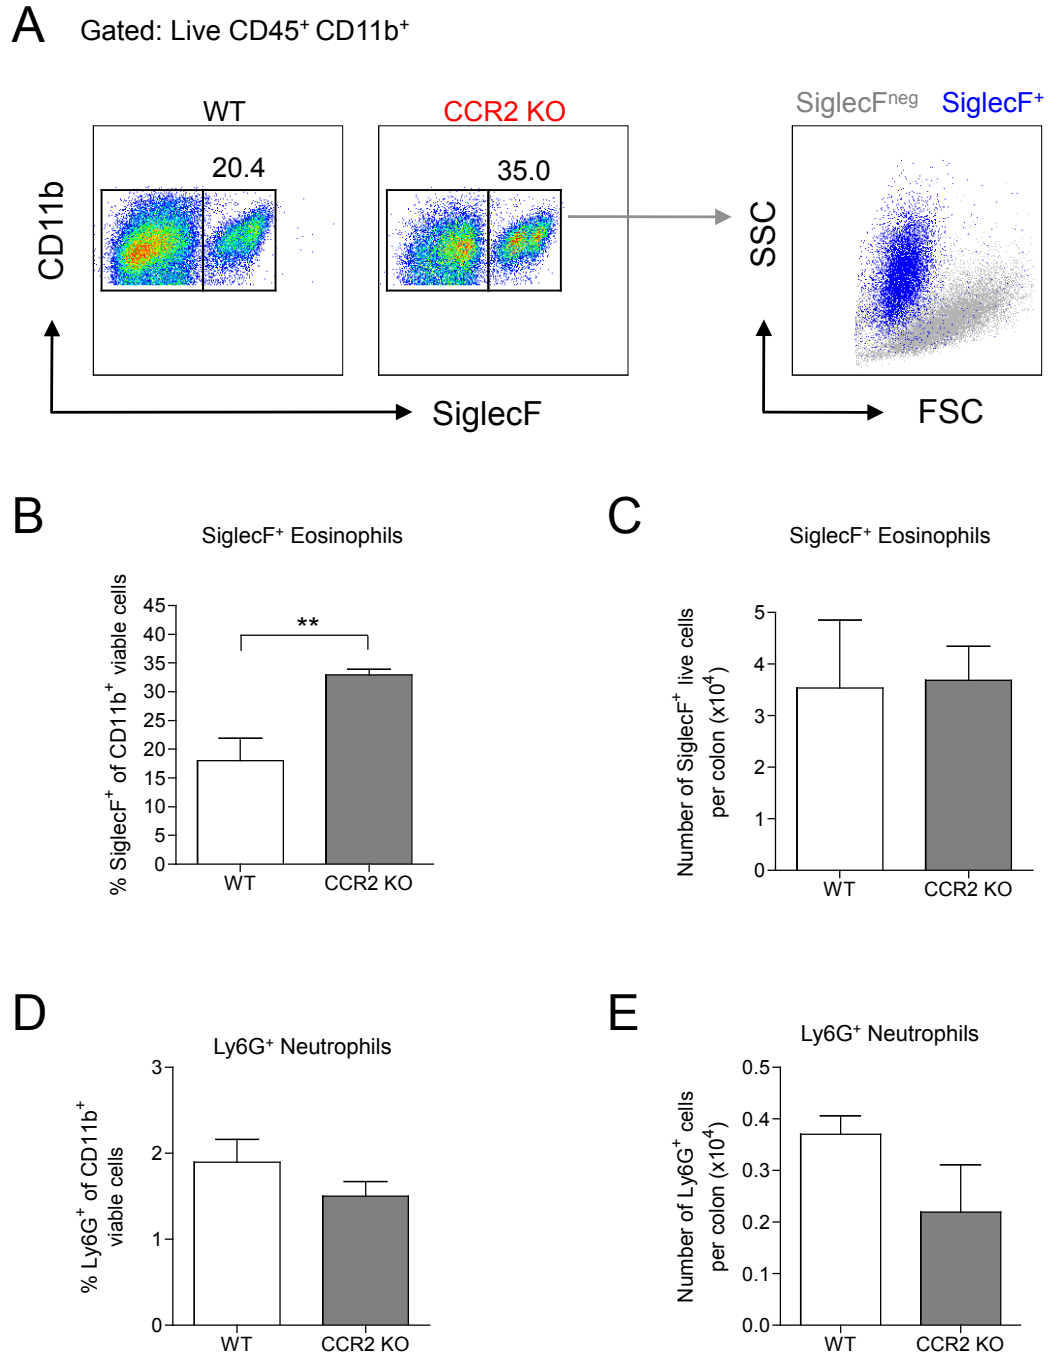 A
Gated: Live CD45⁺ CD11b⁺
WT
CCR2 KO
SiglecFⁿᵉᵍ SiglecF⁺
20.4
35.0
CD11b
SSC
SiglecF
FSC
B
SiglecF⁺ Eosinophils
% SiglecF⁺ of CD11b⁺ viable cells
45
40
35
30
25
20
15
10
5
0
**
WT
CCR2 KO
C
SiglecF⁺ Eosinophils
Number of SiglecF⁺ live cells
per colon (x10⁴)
5
4
3
2
1
0
WT
CCR2 KO
D
Ly6G⁺ Neutrophils
% Ly6G⁺ of CD11b⁺
viable cells
3
2
1
0
WT
CCR2 KO
E
Ly6G⁺ Neutrophils
Number of Ly6G⁺ cells
per colon (x10⁴)
0.5
0.4
0.3
0.2
0.1
0.0
WT
CCR2 KO